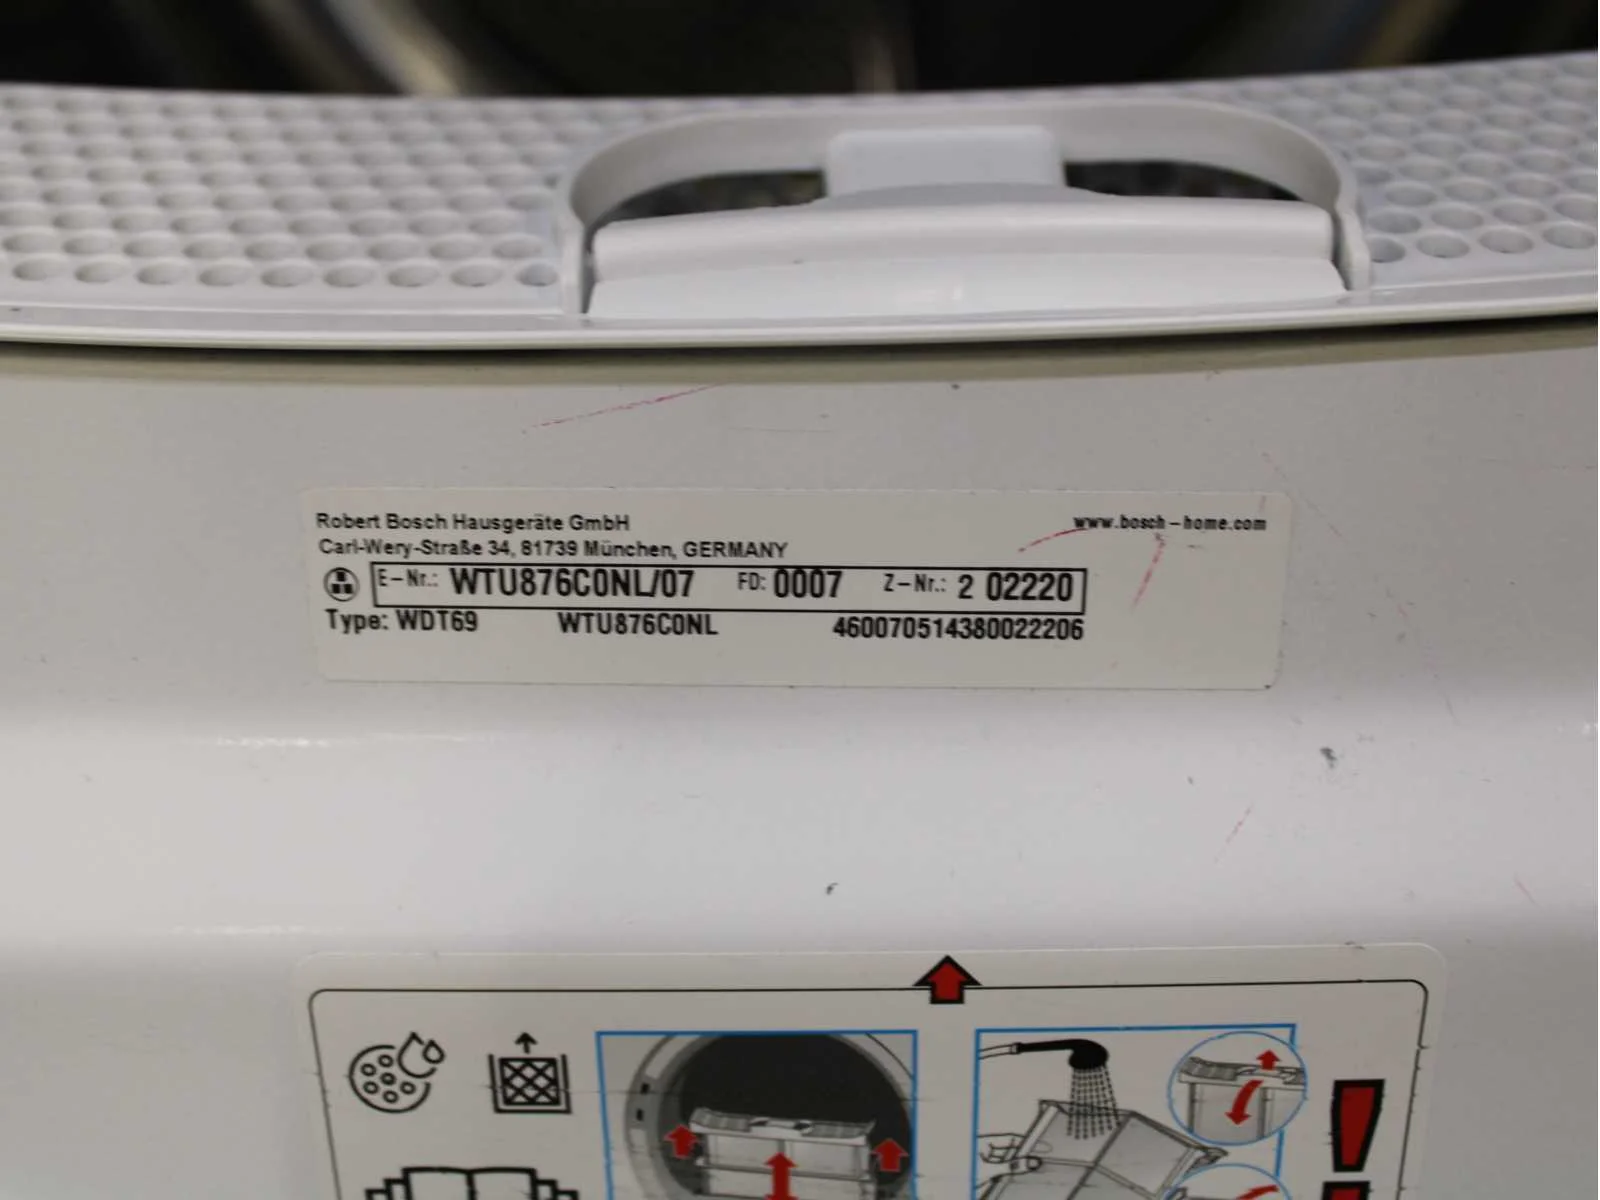 Robert Bosch Hausgeräte GmbH
www.bosch-home.com
Carl-Wery-Straße 34, 81739 München, GERMANY
E-Nr.: WTU876C0NL/07 FD: 0007 Z-Nr.: 2 02220
Type: WDT69 WTU876C0NL 460070514380022206